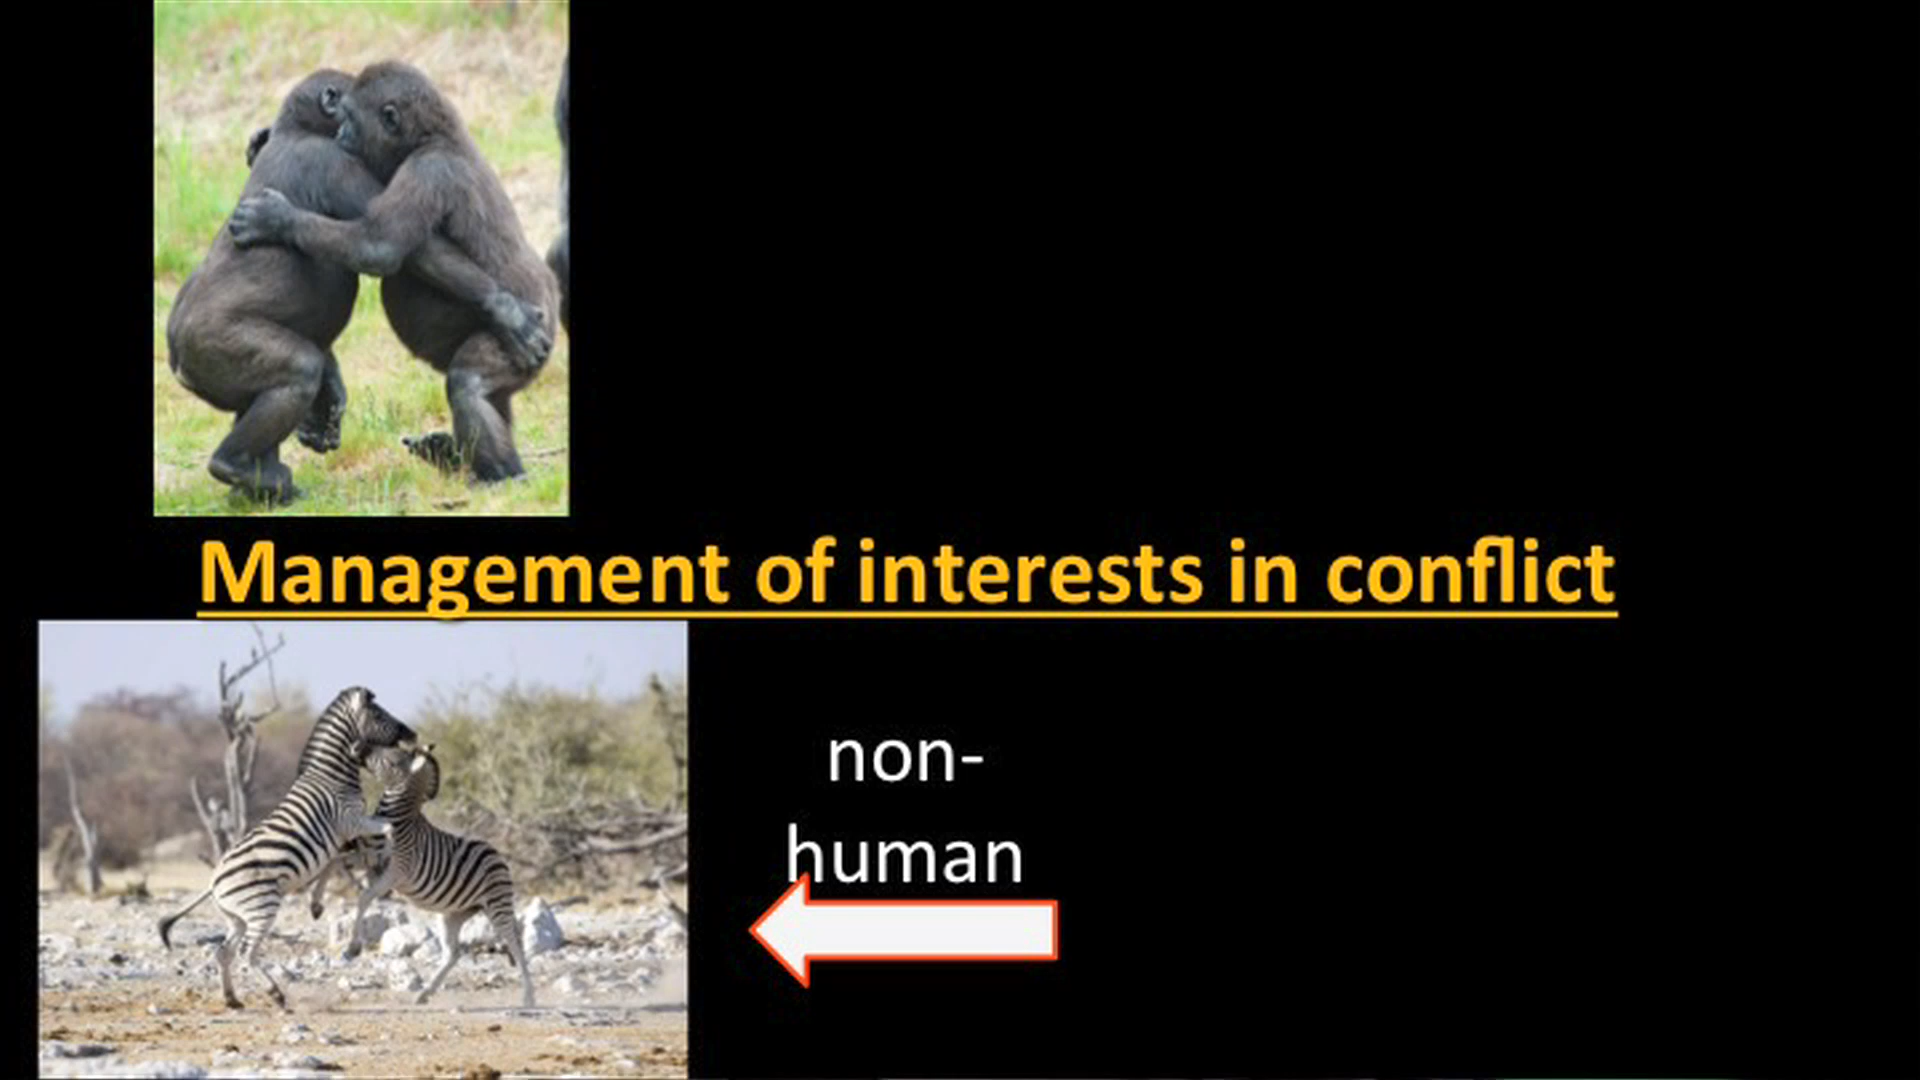 Management of interests in conflict
non-
human